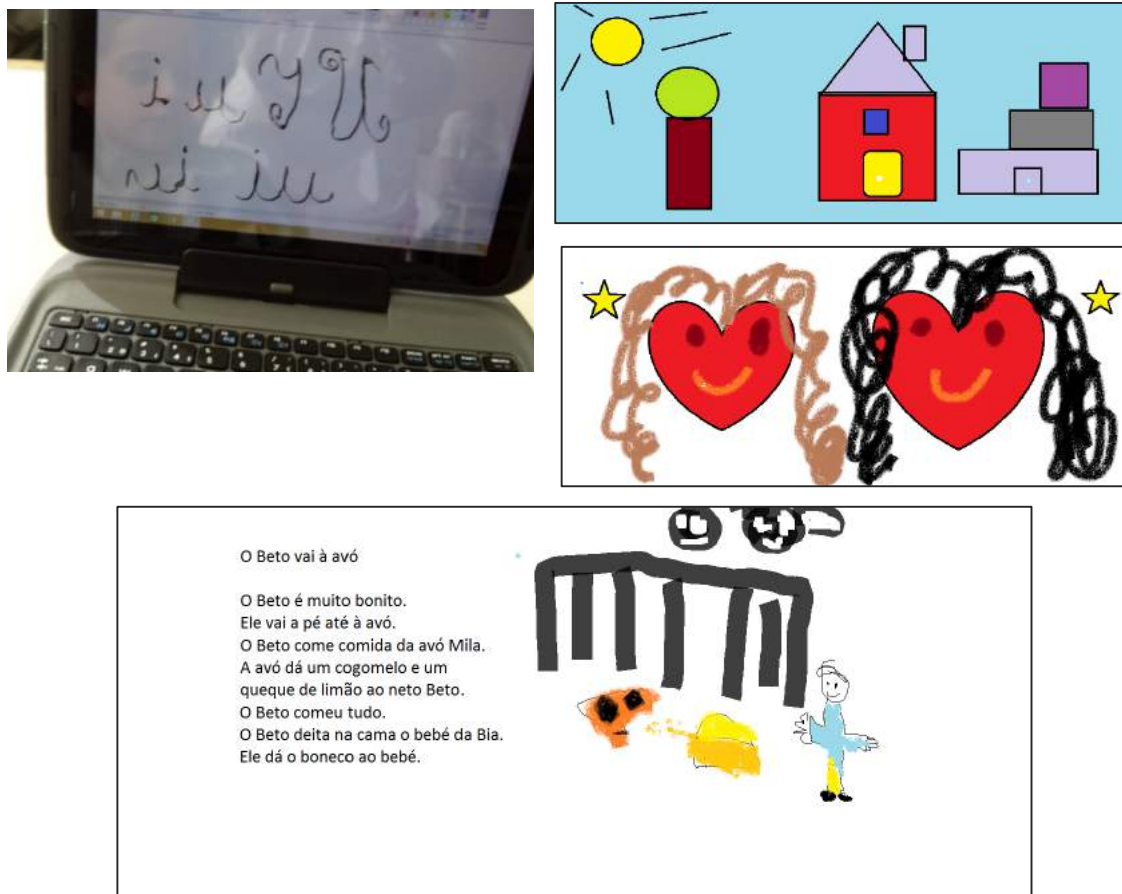 i u U U
ui iu iui
O Beto vai à avó
O Beto é muito bonito.
Ele vai a pé até à avó.
O Beto come comida da avó Mila.
A avó dá um cogomelo e um
queque de limão ao neto Beto.
O Beto comeu tudo.
O Beto deita na cama o bebé da Bia.
Ele dá o boneco ao bebé.